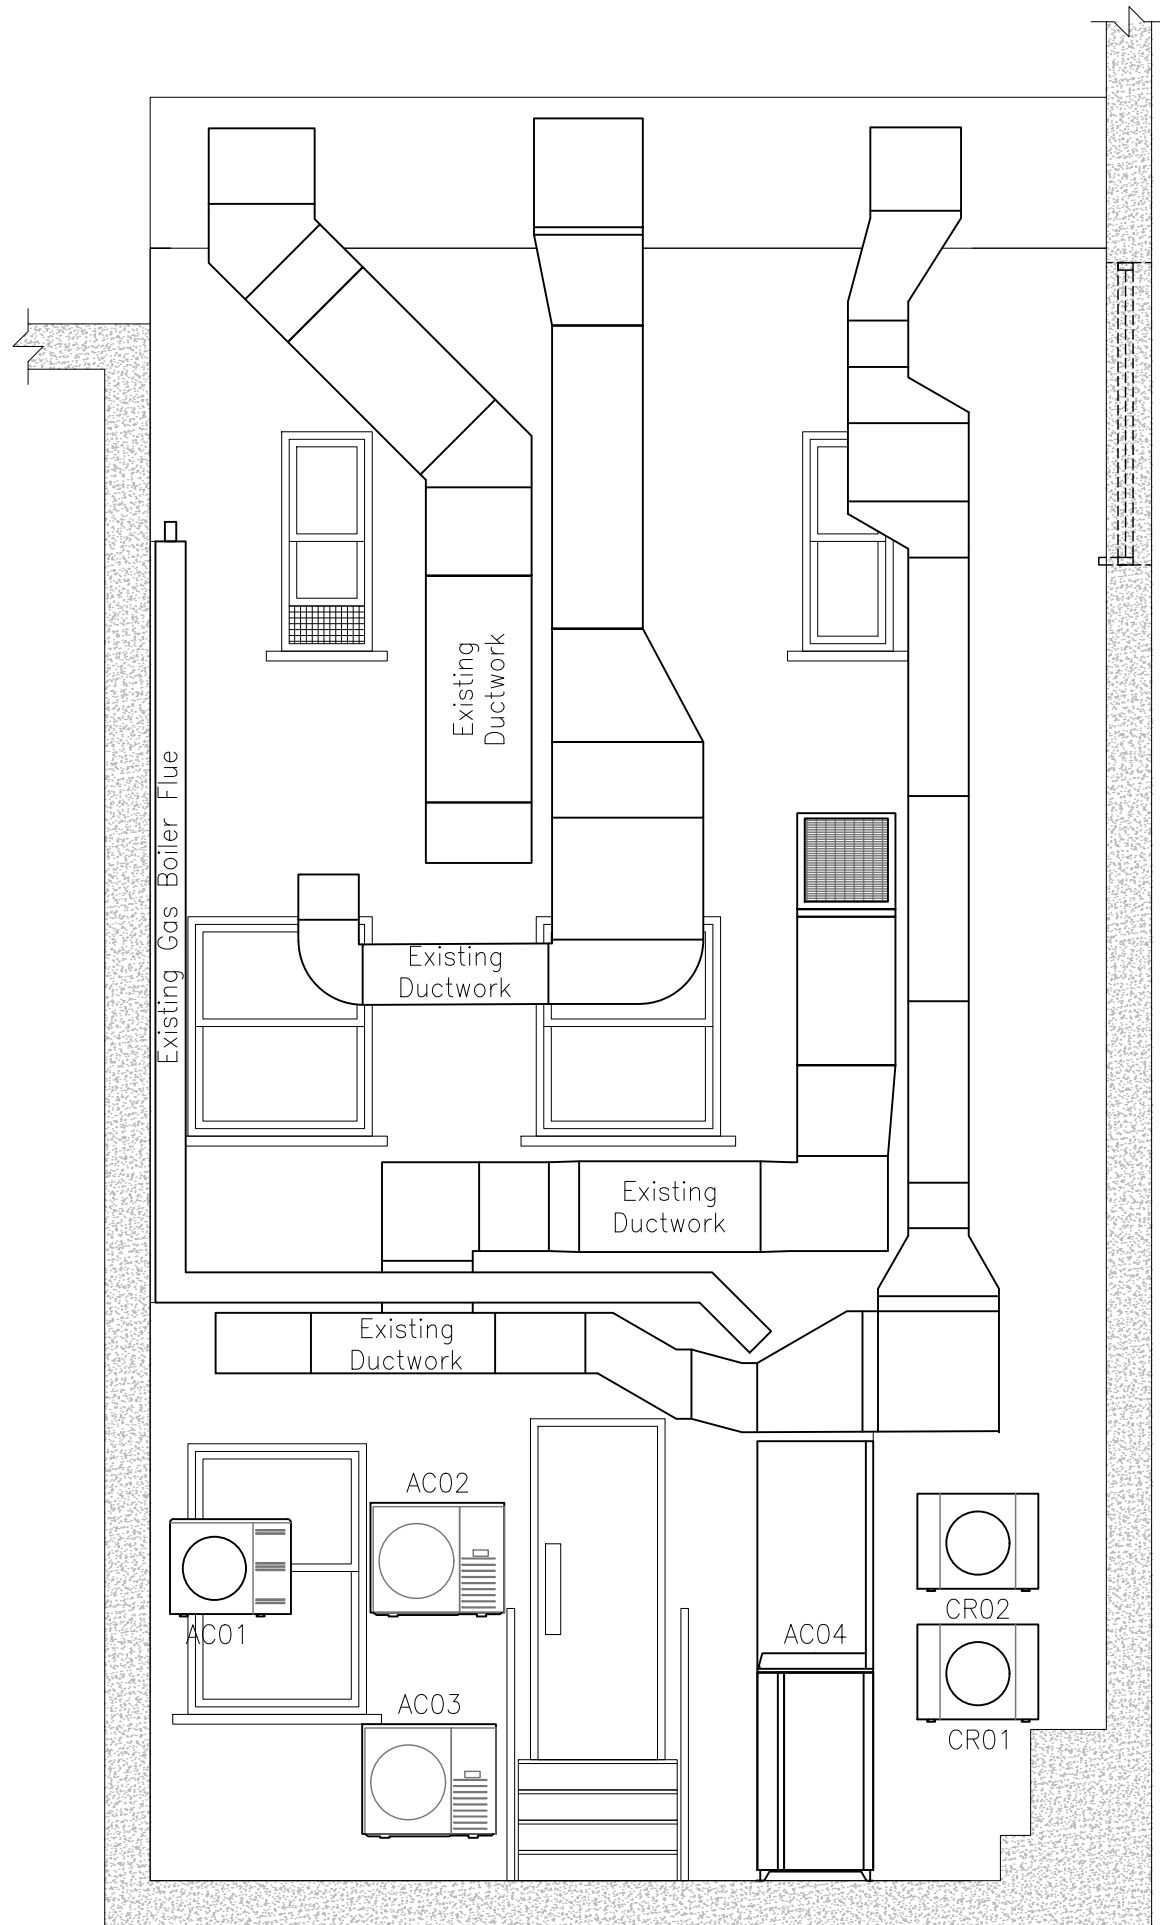 Existing
Ductwork
Existing Gas Boiler Flue
Existing
Ductwork
Existing
Ductwork
Existing
Ductwork
AC02
AC01
CR02
AC04
AC03
CR01